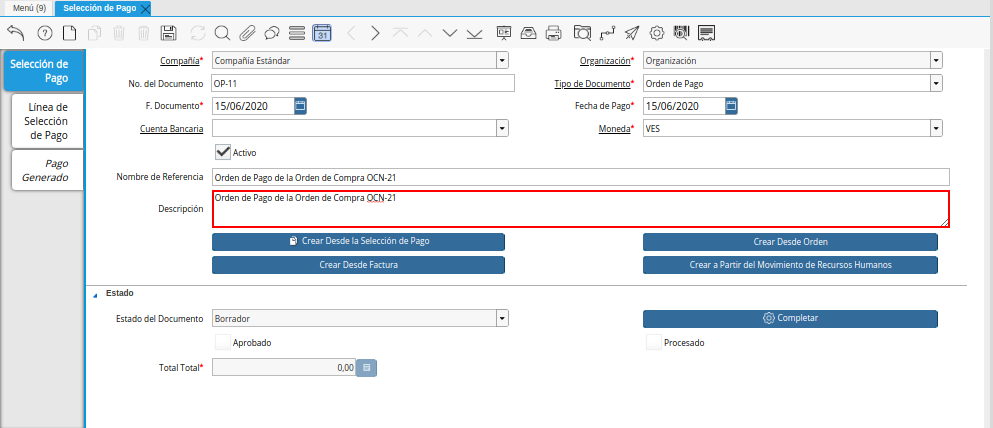 Menú (9) Selección de Pago
31
Selección de Pago
Línea de Selección de Pago
Pago Generado
Compañía* Compañía Estándar Organización* Organización
No. del Documento OP-11 Tipo de Documento* Orden de Pago
F. Documento* 15/06/2020 Fecha de Pago* 15/06/2020
Cuenta Bancaria Moneda* VES
Activo
Nombre de Referencia Orden de Pago de la Orden de Compra OCN-21
Descripción Orden de Pago de la Orden de Compra OCN-21
Crear Desde la Selección de Pago Crear Desde Orden
Crear Desde Factura Crear a Partir del Movimiento de Recursos Humanos
Estado
Estado del Documento Borrador Completar
Aprobado Procesado
Total Total* 0,00